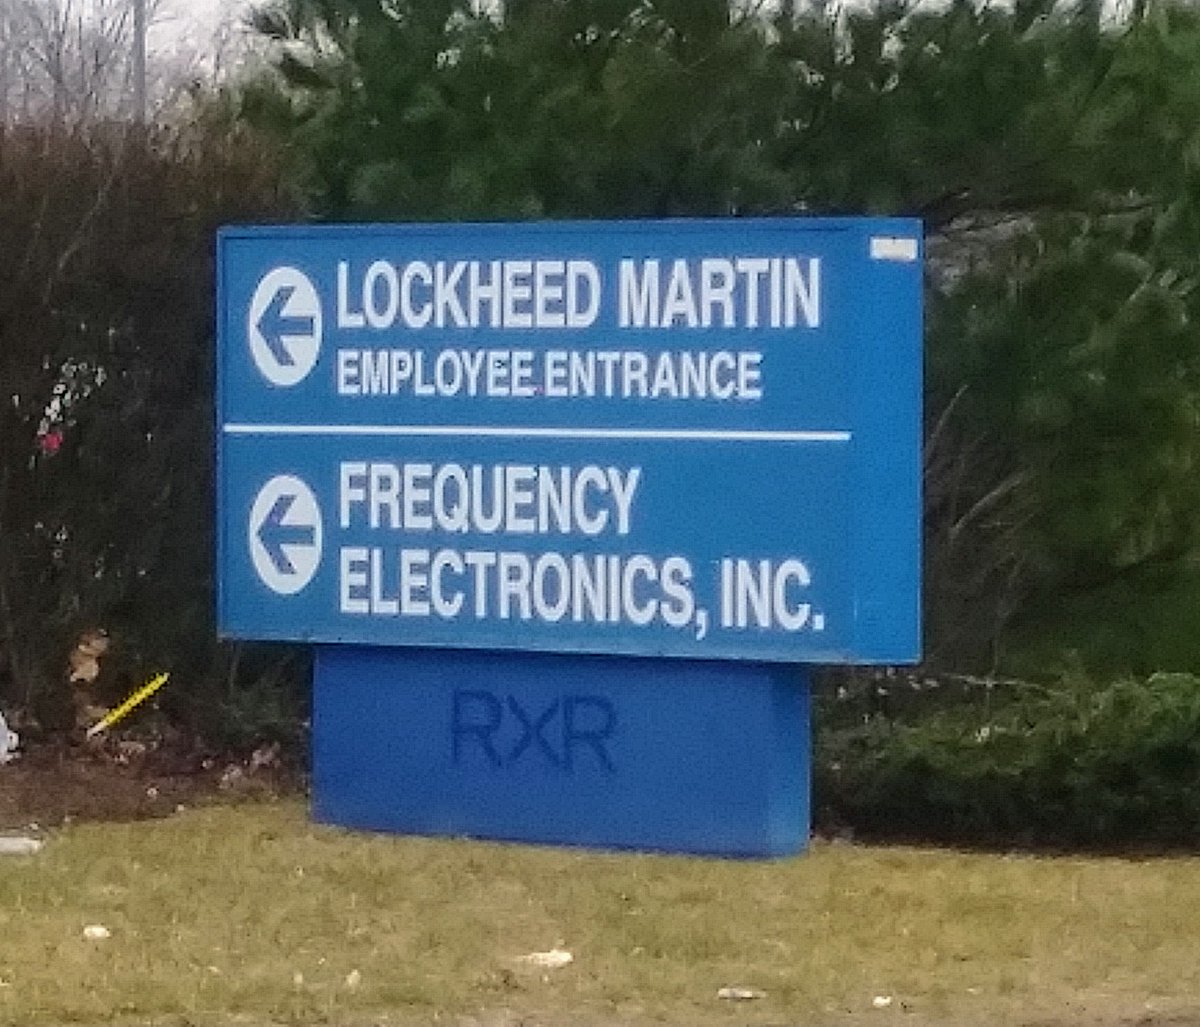 LOCKHEED MARTIN
EMPLOYEE ENTRANCE
FREQUENCY
ELECTRONICS, INC.
RXR